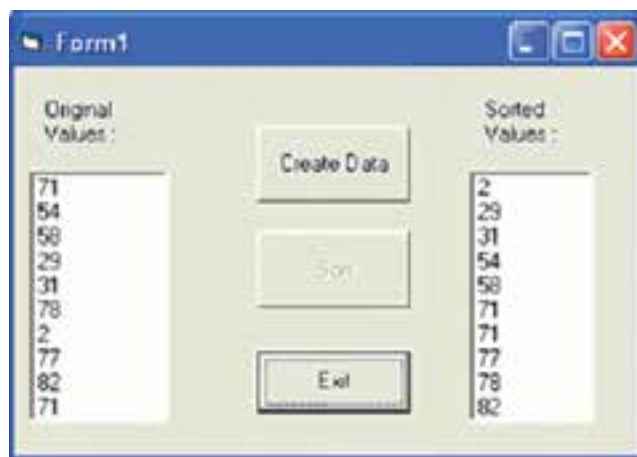 Form1
Original
Values :
71
54
58
29
31
78
2
77
82
71
Create Data
Sort
Exit
Sorted
Values :
2
29
31
54
58
71
71
77
78
82